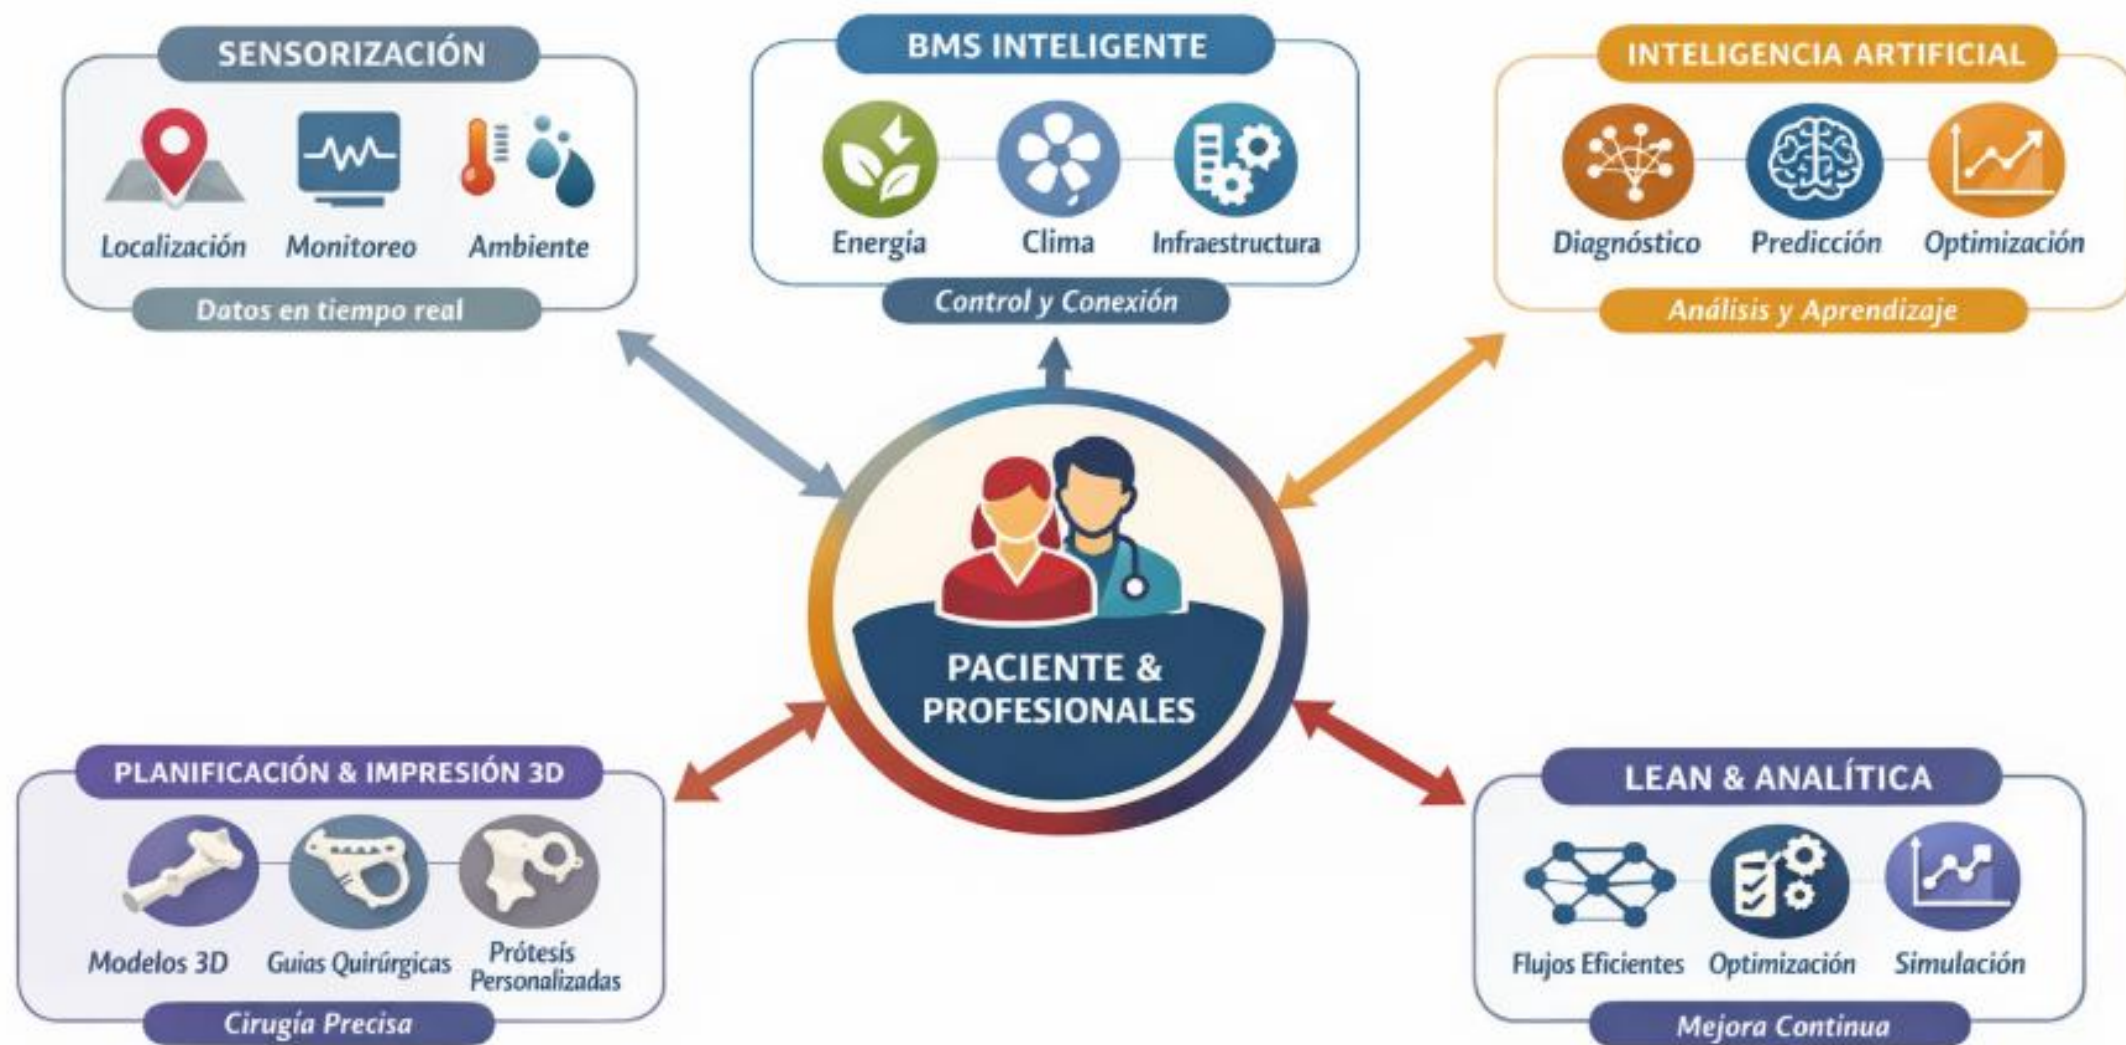 SENSORIZACIÓN
Localización
Monitoreo
Ambiente
Datos en tiempo real
BMS INTELIGENTE
Energía
Clima
Infraestructura
Control y Conexión
INTELIGENCIA ARTIFICIAL
Diagnóstico
Predicción
Optimización
Análisis y Aprendizaje
PACIENTE &
PROFESIONALES
PLANIFICACIÓN & IMPRESIÓN 3D
Modelos 3D
Guias Quirúrgicas
Prótesís
Personalizadas
Cirugía Precisa
LEAN & ANALÍTICA
Flujos Eficientes
Optimización
Simulación
Mejora Continua